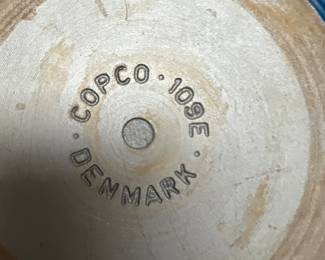 COPCO · 109E · DENMARK ·